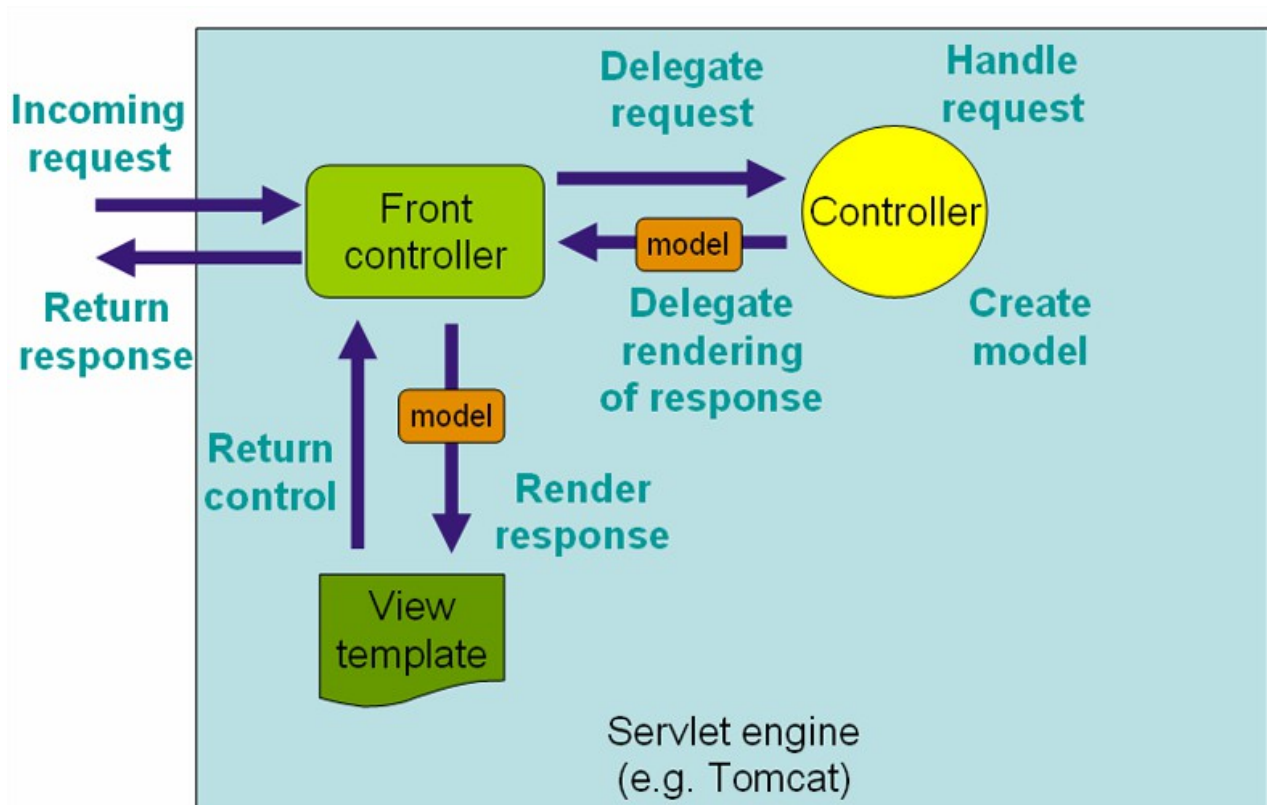 Incoming
request
Return
response
Front
controller
Delegate
request
Handle
request
Controller
model
Delegate
rendering
of response
Create
model
Return
control
model
Render
response
View
template
Servlet engine
(e.g. Tomcat)